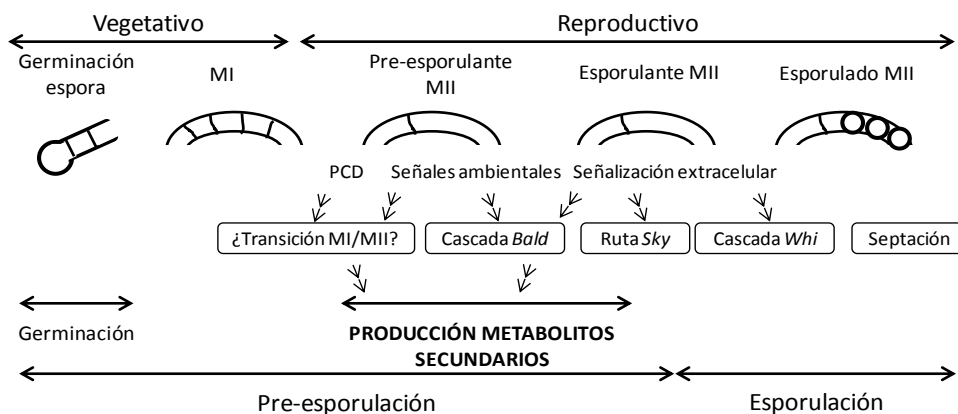 Vegetativo
Reproductivo
Germinación
espora
MI
Pre-esporulante
MII
Esporulante MII
Esporulado MII
PCD
Señales ambientales
Señalización extracelular
¿Transición MI/MII?
Cascada Bald
Ruta Sky
Cascada Whi
Septación
Germinación
PRODUCCIÓN METABOLITOS
SECUNDARIOS
Pre-esporulación
Esporulación